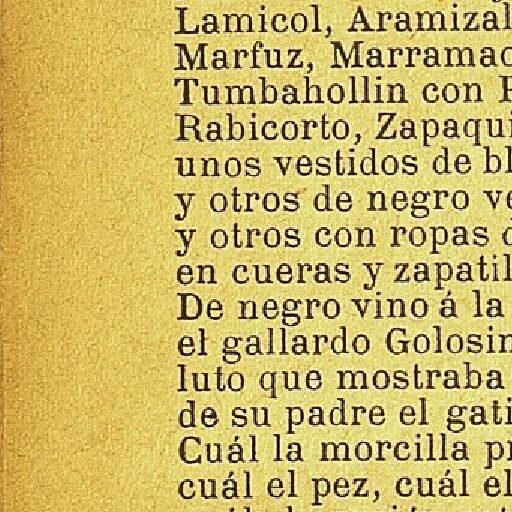 Lamicol, Aramizal
Marfuz, Marramac
Tumbahollin con
Rabicorto, Zapaqui
unos vestidos de bl
y otros de negro ve
y otros con ropas
en cueras y zapatil
De negro vino á la
el gallardo Golosin
luto que mostraba
de su padre el gati
Cuál la morcilla pr
cuál el pez, cuál el